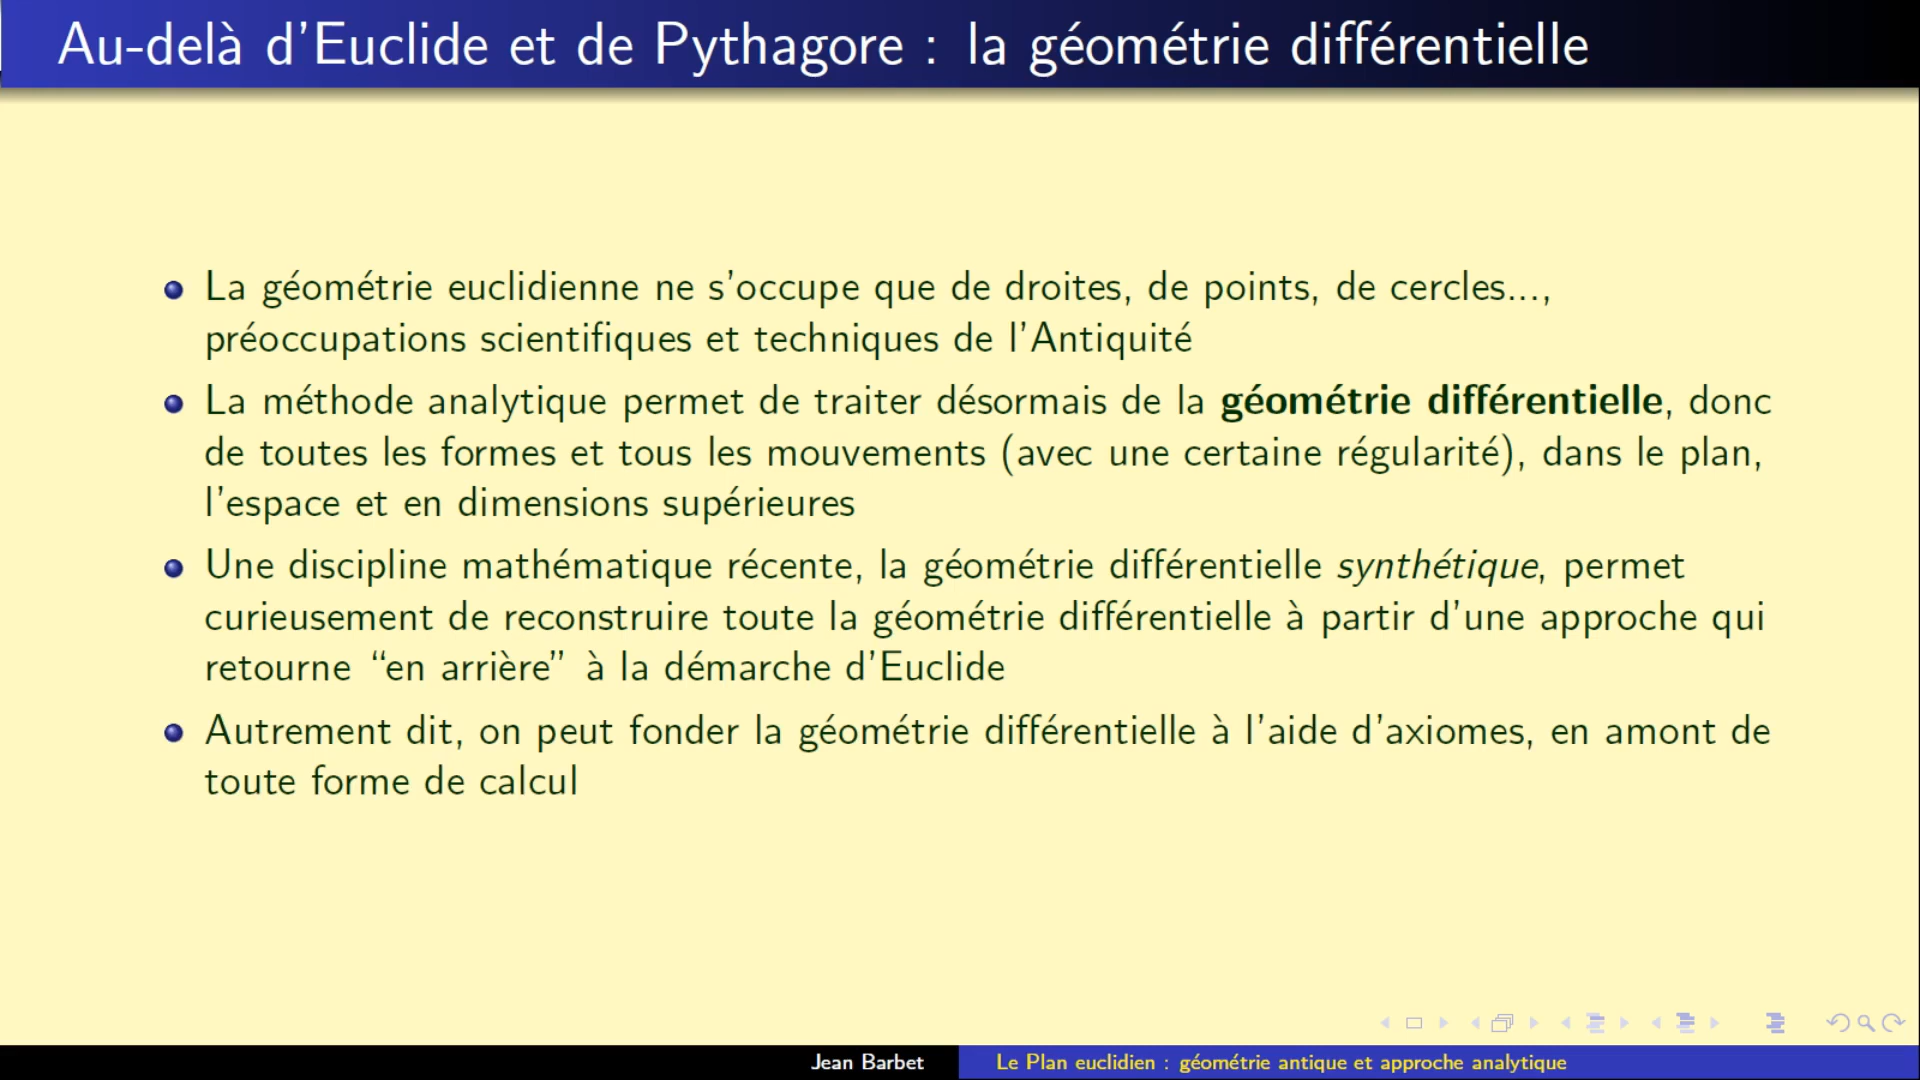 Au-delà d'Euclide et de Pythagore : la géométrie différentielle
La géométrie euclidienne ne s'occupe que de droites, de points, de cercles...,
préoccupations scientifiques et techniques de l'Antiquité
La méthode analytique permet de traiter désormais de la géométrie différentielle, donc
de toutes les formes et tous les mouvements (avec une certaine régularité), dans le plan,
l'espace et en dimensions supérieures
Une discipline mathématique récente, la géométrie différentielle synthétique, permet
curieusement de reconstruire toute la géométrie différentielle à partir d'une approche qui
retourne “en arrière” à la démarche d'Euclide
Autrement dit, on peut fonder la géométrie différentielle à l'aide d'axiomes, en amont de
toute forme de calcul
Jean Barbet
Le Plan euclidien : géométrie antique et approche analytique